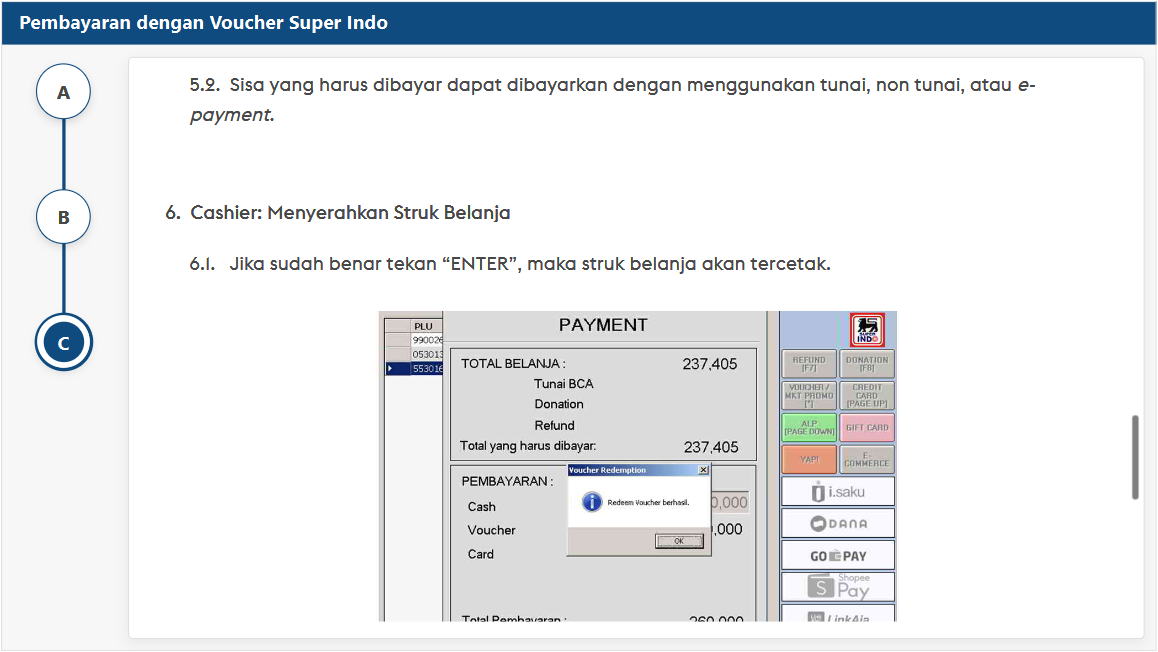 Pembayaran dengan Voucher Super Indo
A
B
C
5.2. Sisa yang harus dibayar dapat dibayarkan dengan menggunakan tunai, non tunai, atau e-
payment.
6. Cashier: Menyerahkan Struk Belanja
6.1. Jika sudah benar tekan “ENTER”, maka struk belanja akan tercetak.
PLU
99002
05301
55301
PAYMENT
TOTAL BELANJA : 237,405
Tunai BCA
Donation
Refund
Total yang harus dibayar: 237,405
PEMBAYARAN :
Cash 0,000
Voucher ,000
Card
Voucher Redemption
Redeem Voucher berhasil.
OK
Total Pembayaran : 260,000
SUPER
INDO
REFUND
[F7]
DONATION
[F8]
VOUCHER /
MKT PROMO
[*]
CREDIT
CARD
[PAGE UP]
ALP
[PAGE DOWN]
GIFT CARD
YAP!
E-
COMMERCE
i.saku
DANA
GOPAY
Shopee
Pay
LinkAja